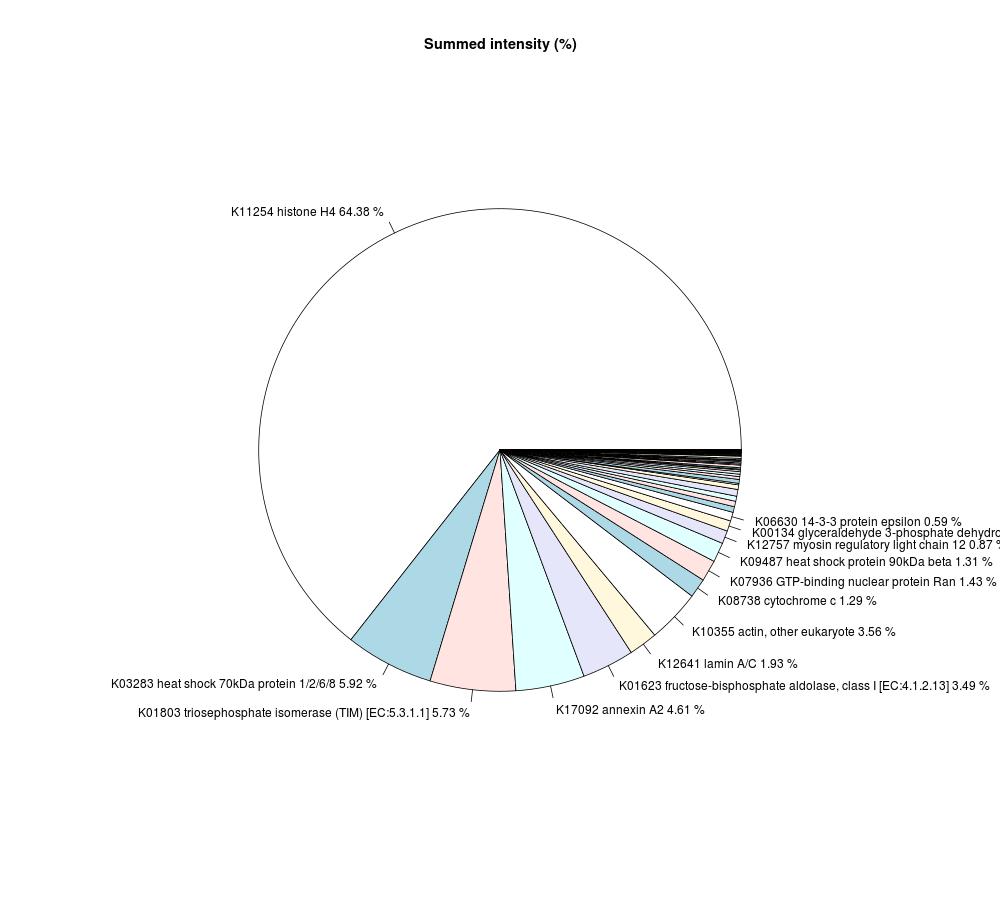 Summed intensity (%)
K11254 histone H4 64.38 %
K06630 14-3-3 protein epsilon 0.59 %
K00134 glyceraldehyde 3-phosphate
K12757 myosin regulatory light chain 12 0.87
K09487 heat shock protein 90kDa beta 1.31 %
K07936 GTP-binding nuclear protein Ran 1.43 %
K08738 cytochrome c 1.29 %
K10355 actin, other eukaryote 3.56 %
K12641 lamin A/C 1.93 %
K03283 heat shock 70kDa protein 1/2/6/8 5.92 %
K01623 fructose-bisphosphate aldolase, class I [EC:4.1.2.13] 3.49 %
K17092 annexin A2 4.61 %
K01803 triosephosphate isomerase (TIM) [EC:5.3.1.1] 5.73 %